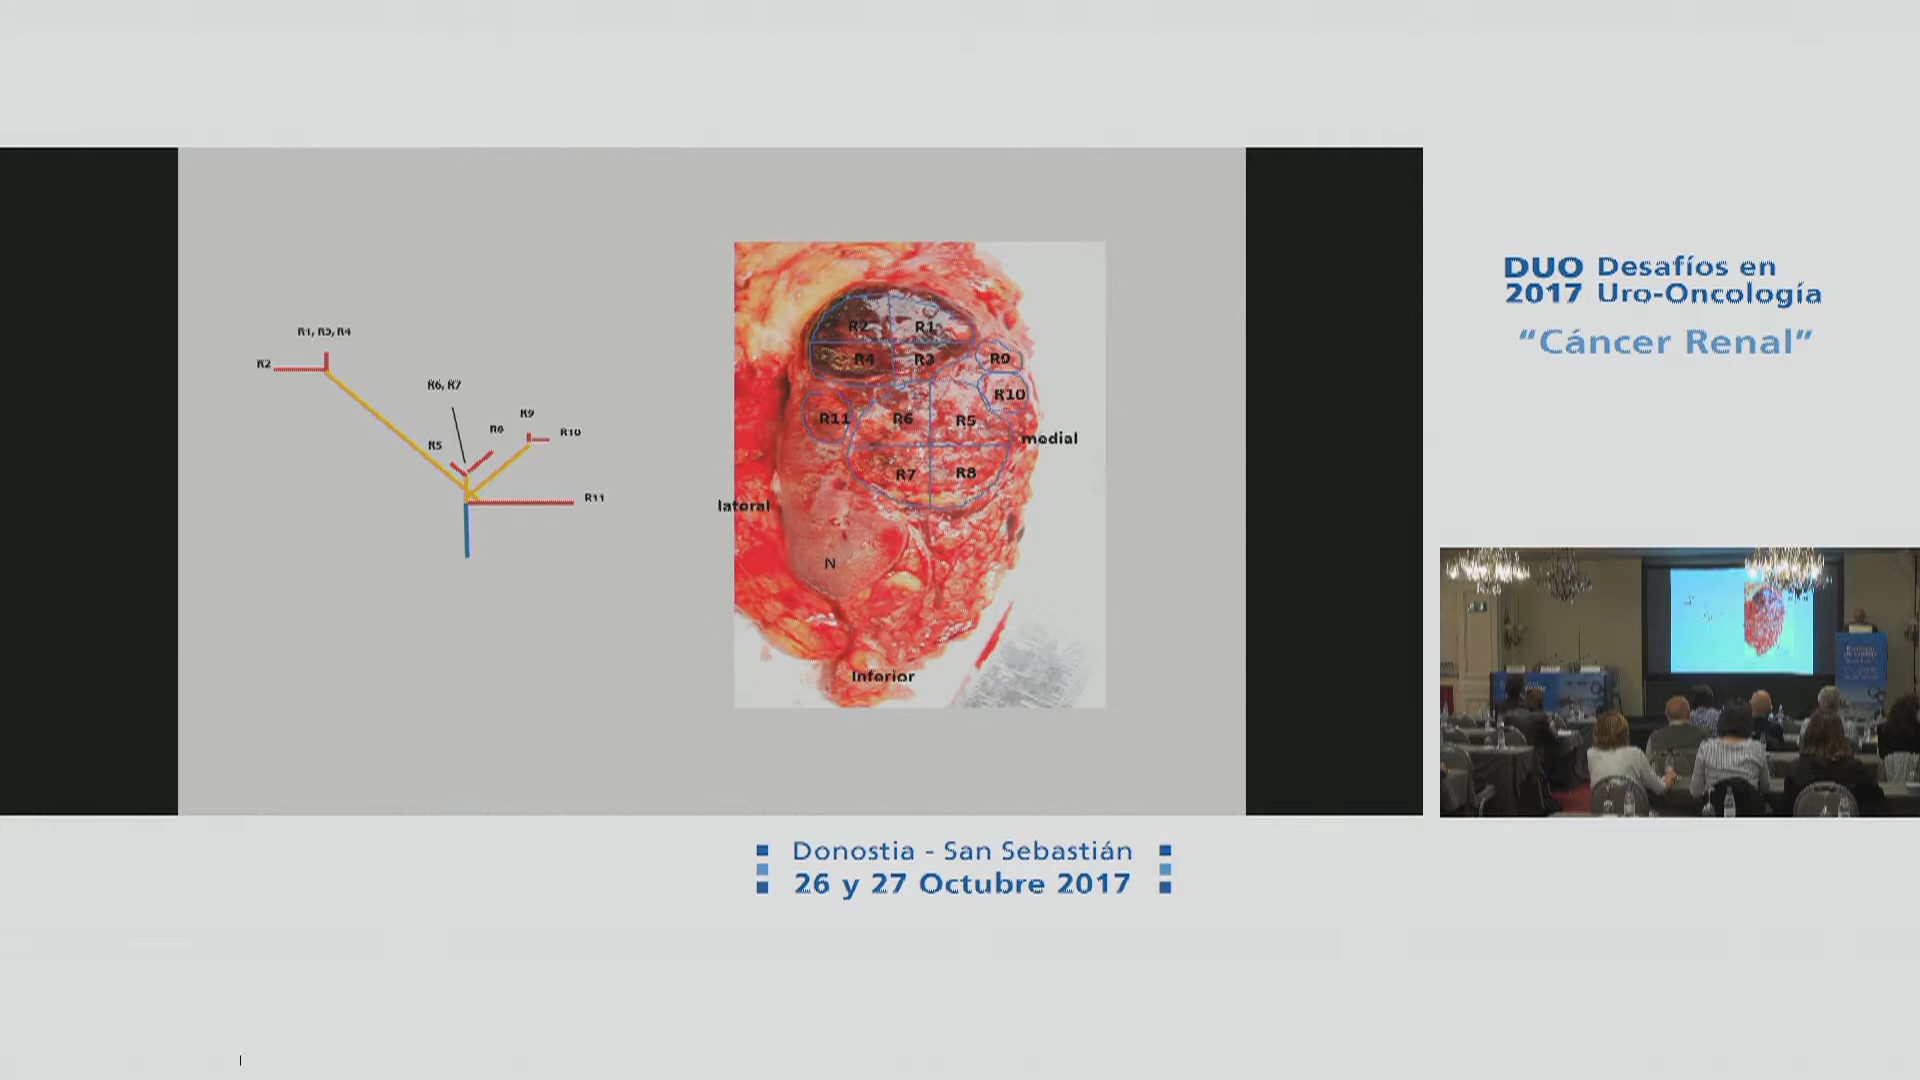 R1, R3, R4
R2
R6, R7
R9
R8
R10
R5
R11
R2
R1
R4
R3
R9
R10
R11
R6
R5
medial
R7
R8
lateral
N
Inferior
DUO Desafíos en
2017 Uro-Oncología
“Cáncer Renal”
Donostia - San Sebastián
26 y 27 Octubre 2017